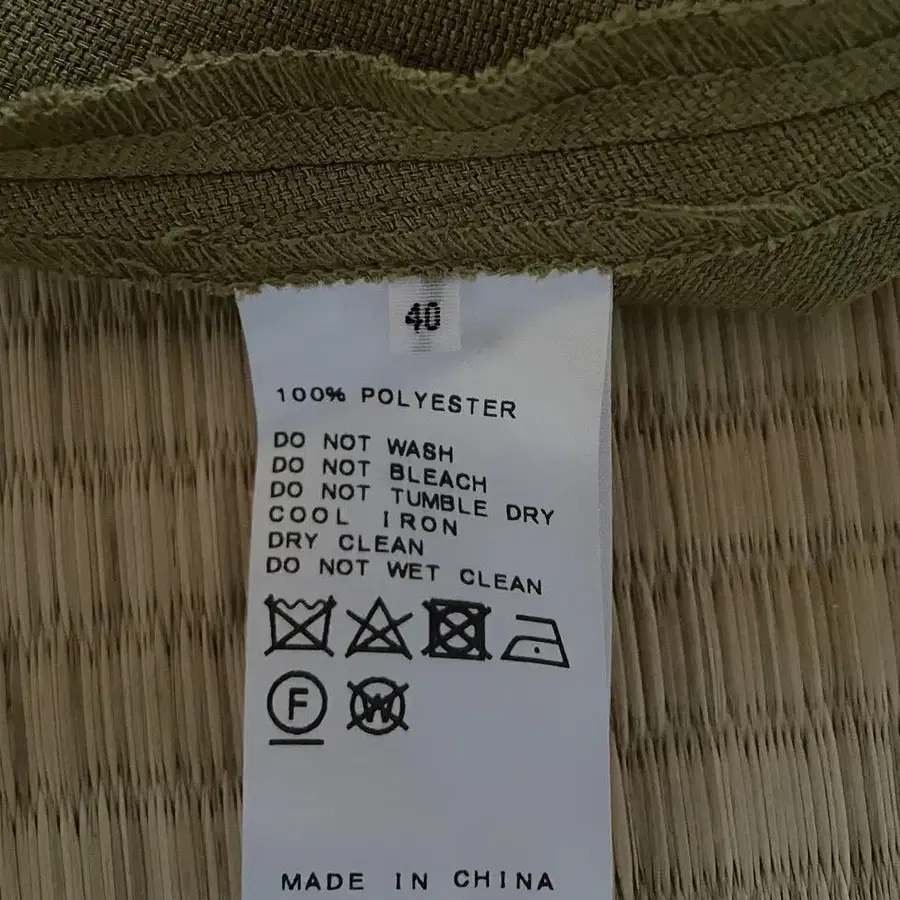 40
100% POLYESTER
DO NOT WASH
DO NOT BLEACH
DO NOT TUMBLE DRY
COOL IRON
DRY CLEAN
DO NOT WET CLEAN
F W
MADE IN CHINA